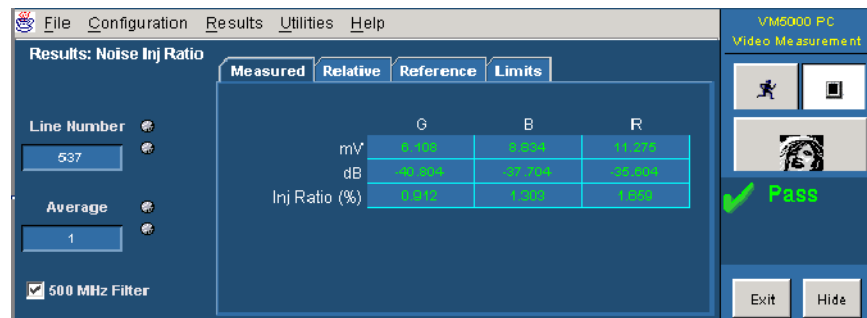 File Configuration Results Utilities Help
VM5000 PC
Video Measurement
Results: Noise Inj Ratio
Measured Relative Reference Limits
Line Number
537
Average
1
500 MHz Filter
G B R
mV 6.108 8.834 11.275
dB -40.804 -37.704 -35.604
Inj Ratio (%) 0.912 1.303 1.659
Pass
Exit Hide